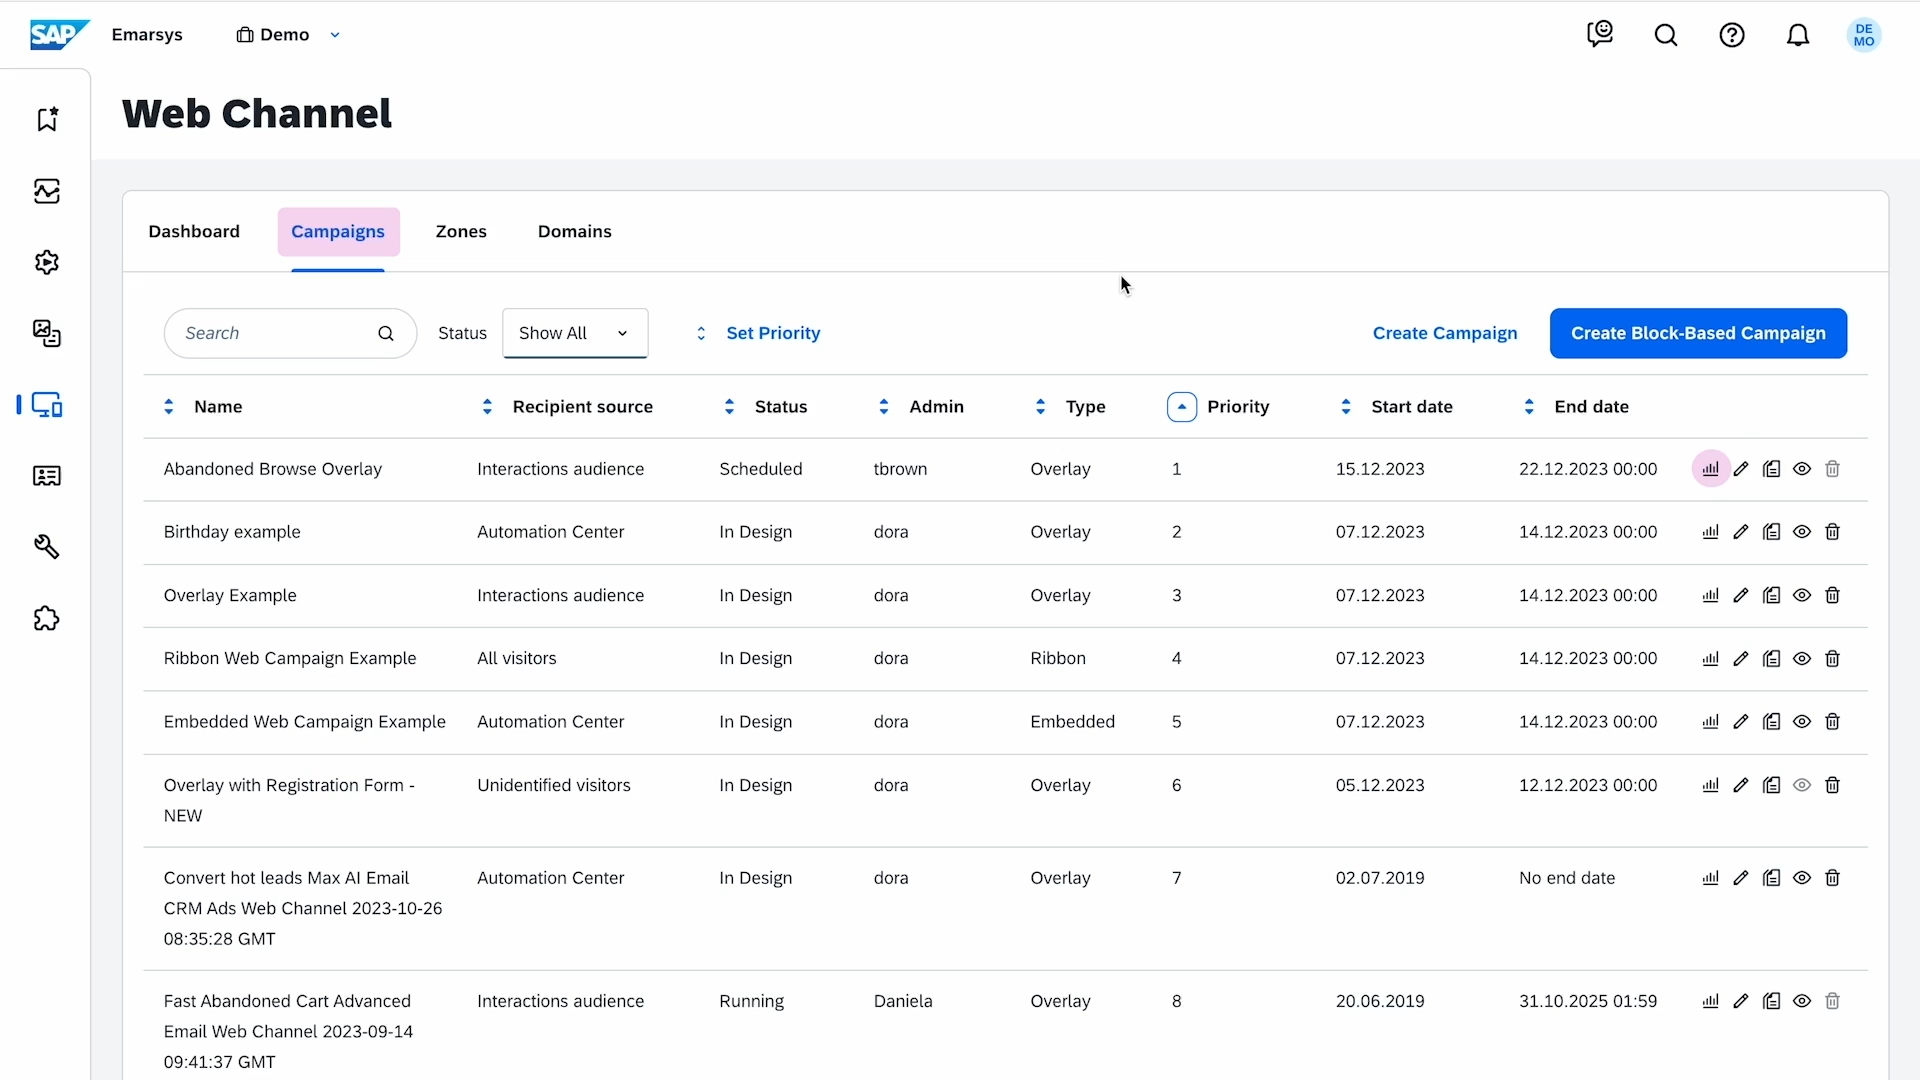 SAP Emarsys Demo
DE
MO
Web Channel
Dashboard Campaigns Zones Domains
Search Status Show All Set Priority Create Campaign Create Block-Based Campaign
Name Recipient source Status Admin Type Priority Start date End date
Abandoned Browse Overlay Interactions audience Scheduled tbrown Overlay 1 15.12.2023 22.12.2023 00:00
Birthday example Automation Center In Design dora Overlay 2 07.12.2023 14.12.2023 00:00
Overlay Example Interactions audience In Design dora Overlay 3 07.12.2023 14.12.2023 00:00
Ribbon Web Campaign Example All visitors In Design dora Ribbon 4 07.12.2023 14.12.2023 00:00
Embedded Web Campaign Example Automation Center In Design dora Embedded 5 07.12.2023 14.12.2023 00:00
Overlay with Registration Form - Unidentified visitors In Design dora Overlay 6 05.12.2023 12.12.2023 00:00
NEW
Convert hot leads Max AI Email Automation Center In Design dora Overlay 7 02.07.2019 No end date
CRM Ads Web Channel 2023-10-26
08:35:28 GMT
Fast Abandoned Cart Advanced Interactions audience Running Daniela Overlay 8 20.06.2019 31.10.2025 01:59
Email Web Channel 2023-09-14
09:41:37 GMT